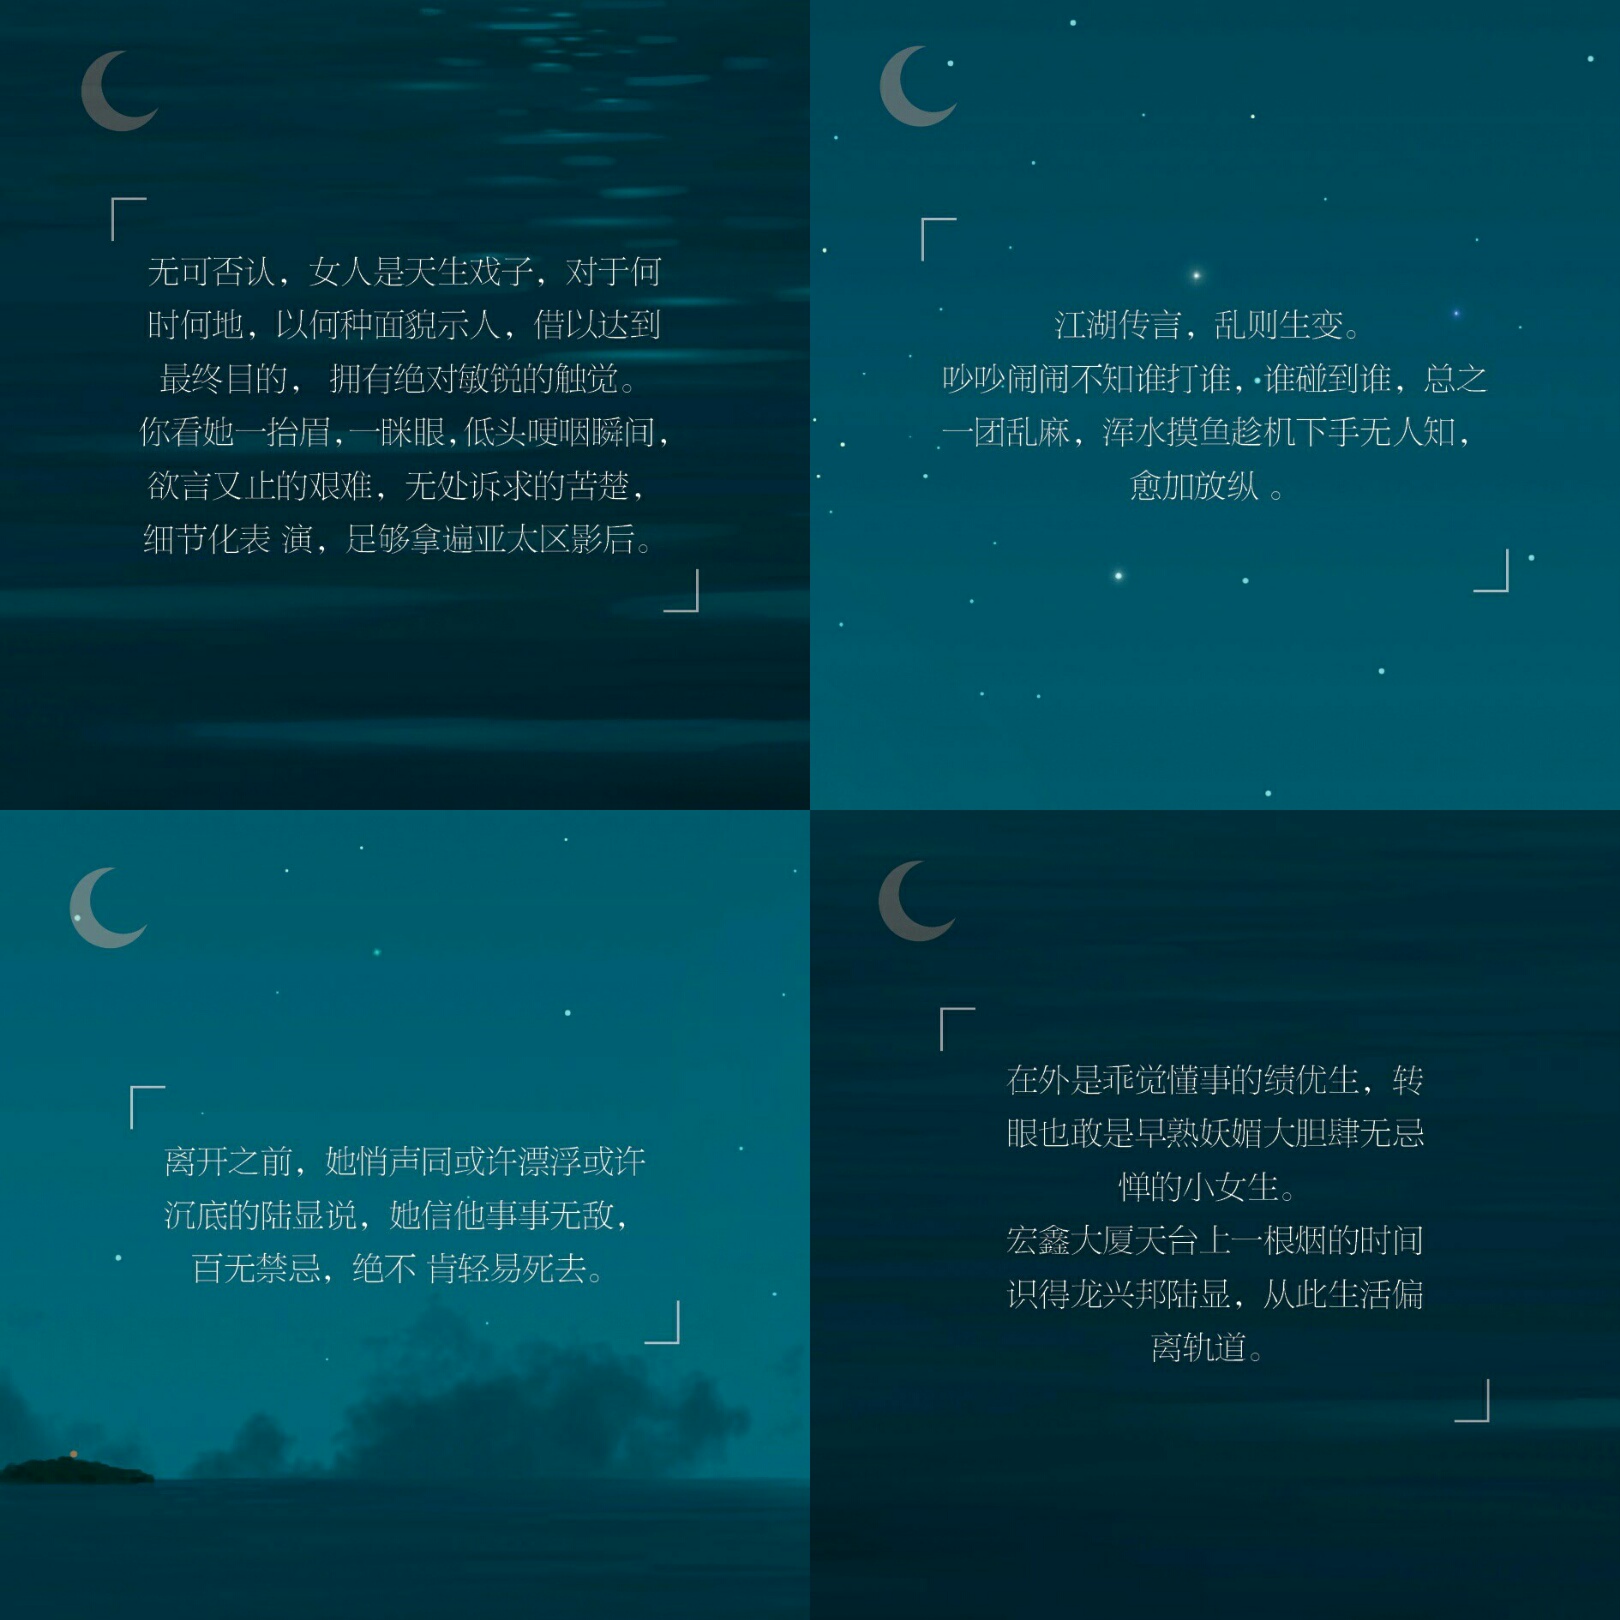 无可否认，女人是天生戏子，对于何
时何地，以何种面貌示人，借以达到
最终目的， 拥有绝对敏锐的触觉。
你看她一抬眉，一眯眼，低头哽咽瞬间，
欲言又止的艰难，无处诉求的苦楚，
细节化表 演，足够拿遍亚太区影后。
江湖传言，乱则生变。
吵吵闹闹不知谁打谁，谁碰到谁，总之
一团乱麻，浑水摸鱼趁机下手无人知，
愈加放纵 。
离开之前，她悄声同或许漂浮或许
沉底的陆显说，她信他事事无敌，
百无禁忌，绝不 肯轻易死去。
在外是乖觉懂事的绩优生，转
眼也敢是早熟妖媚大胆肆无忌
惮的小女生。
宏鑫大厦天台上一根烟的时间
识得龙兴邦陆显，从此生活偏
离轨道。